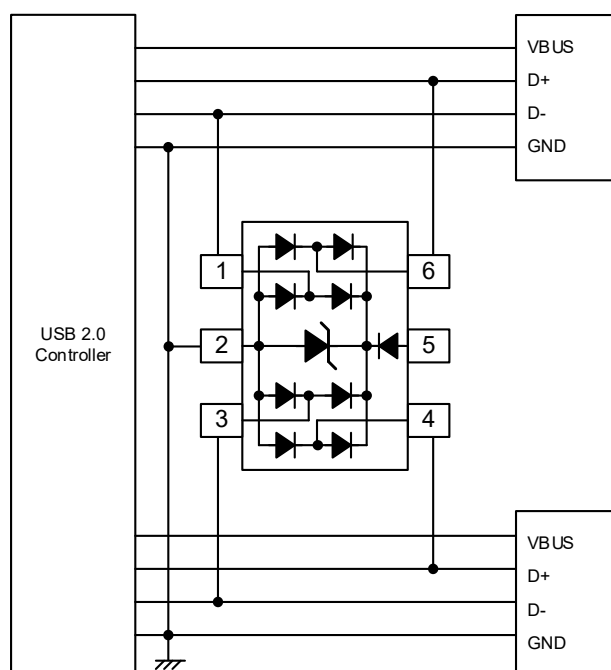 VBUS
D+
D-
GND
1
6
USB 2.0
Controller
2
5
3
4
VBUS
D+
D-
GND